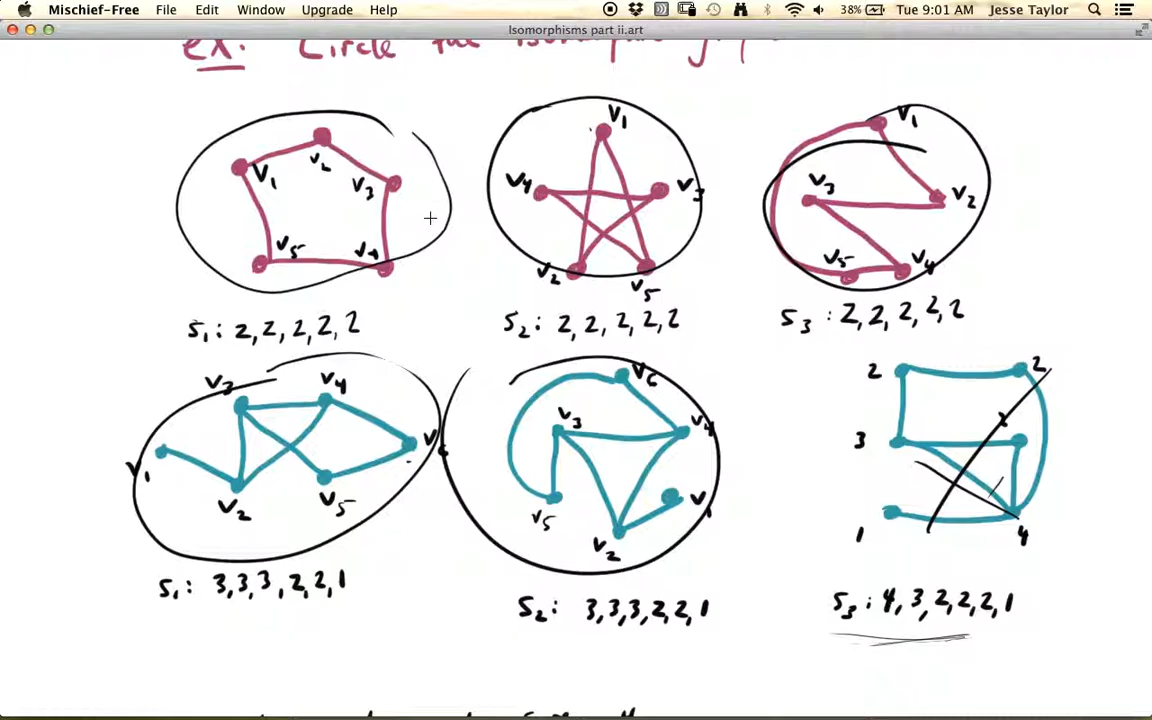 Mischief-Free File Edit Window Upgrade Help 38% Tue 9:01 AM Jesse Taylor
Isomorphisms part ii.art
ex: Circle the
V1 V2 V3 V4 V5
V1 V4 V3 V2 V5
V1 V3 V2 V5 V4
S1: 2, 2, 2, 2, 2
S2: 2, 2, 2, 2, 2
S3: 2, 2, 2, 2, 2
V3 V4 V1 V2 V5
V6 V3 V4 V5 V1 V2
2 2 3 2 1 4
S1: 3, 3, 3, 2, 2, 1
S2: 3, 3, 3, 2, 2, 1
S3: 4, 3, 2, 2, 2, 1